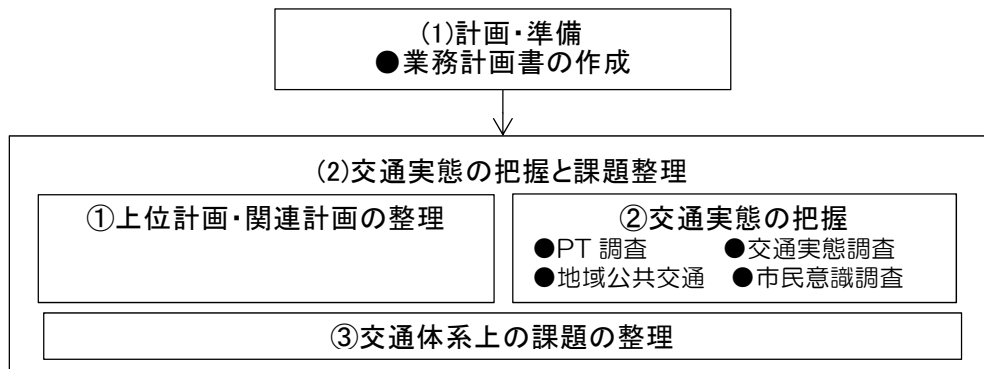 (1)計画・準備
●業務計画書の作成
(2)交通実態の把握と課題整理
①上位計画・関連計画の整理
②交通実態の把握
●PT 調査 ●交通実態調査
●地域公共交通 ●市民意識調査
③交通体系上の課題の整理